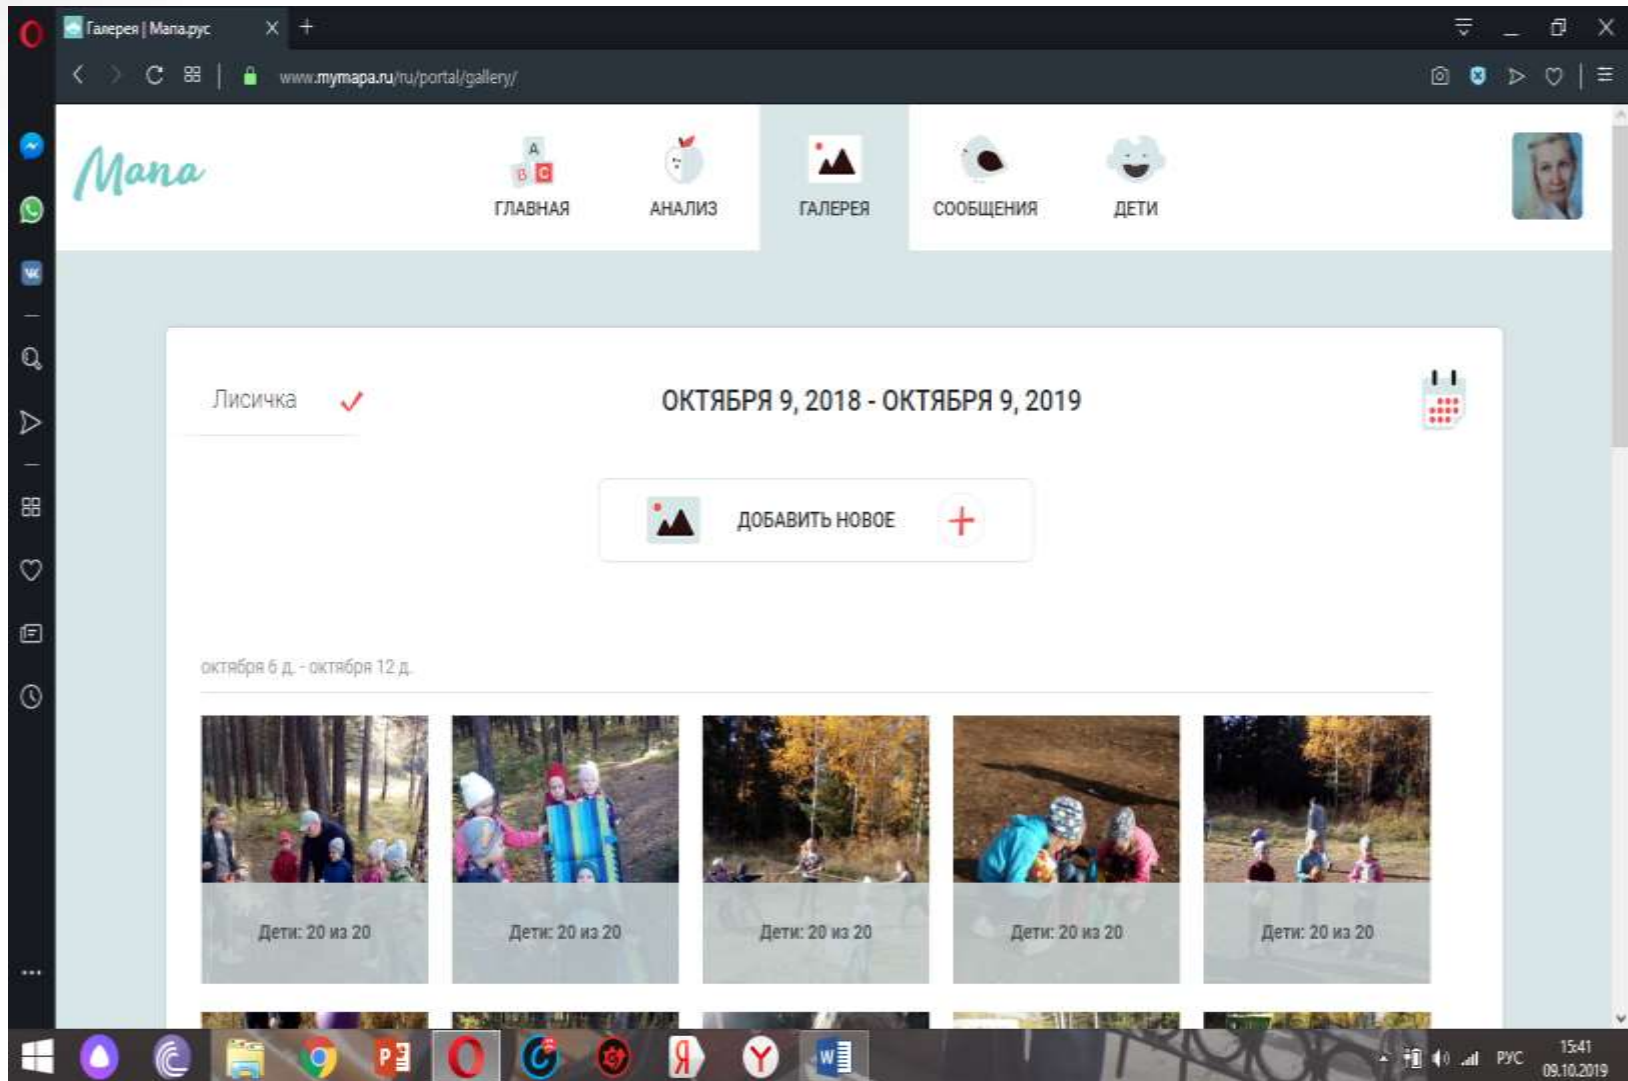 Галерея | Мапа.рус
www.mymapa.ru/ru/portal/gallery/
Мапа
A
B C
ГЛАВНАЯ
АНАЛИЗ
ГАЛЕРЕЯ
СООБЩЕНИЯ
ДЕТИ
Лисичка
ОКТЯБРЯ 9, 2018 - ОКТЯБРЯ 9, 2019
ДОБАВИТЬ НОВОЕ
октября 6 д. - октября 12 д.
Дети: 20 из 20
Дети: 20 из 20
Дети: 20 из 20
Дети: 20 из 20
Дети: 20 из 20
РУС
15:41
09.10.2019